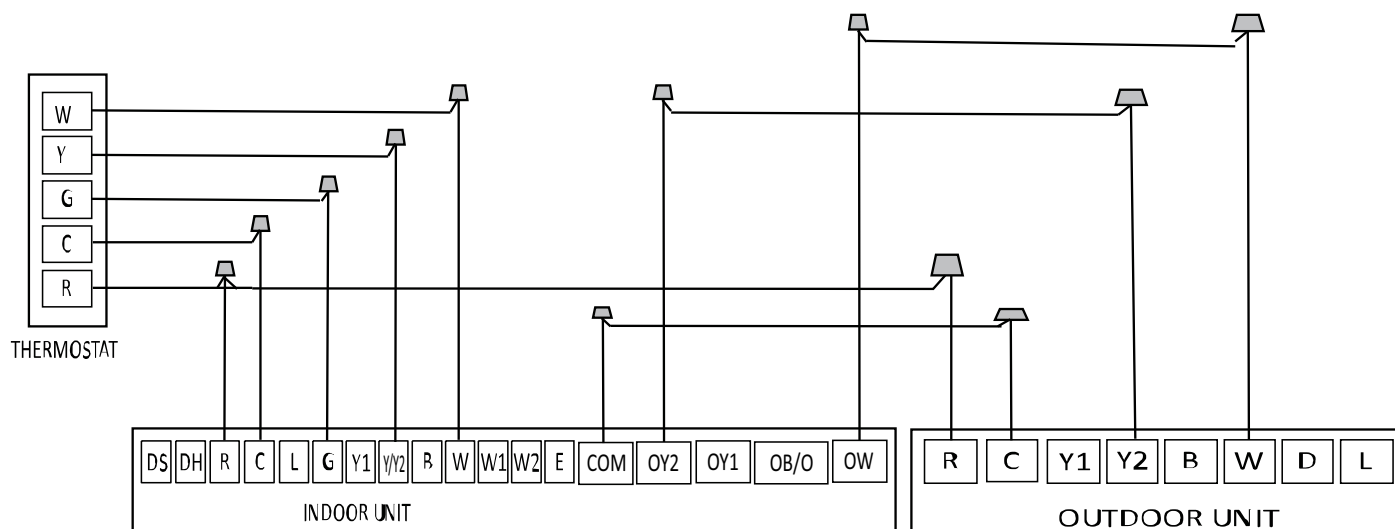 W
Y
G
C
R
THERMOSTAT
DS DH R C L G Y1 Y/Y2 B W W1 W2 E COM OY2 OY1 OB/O OW
INDOOR UNIT
R C Y1 Y2 B W D L
OUTDOOR UNIT